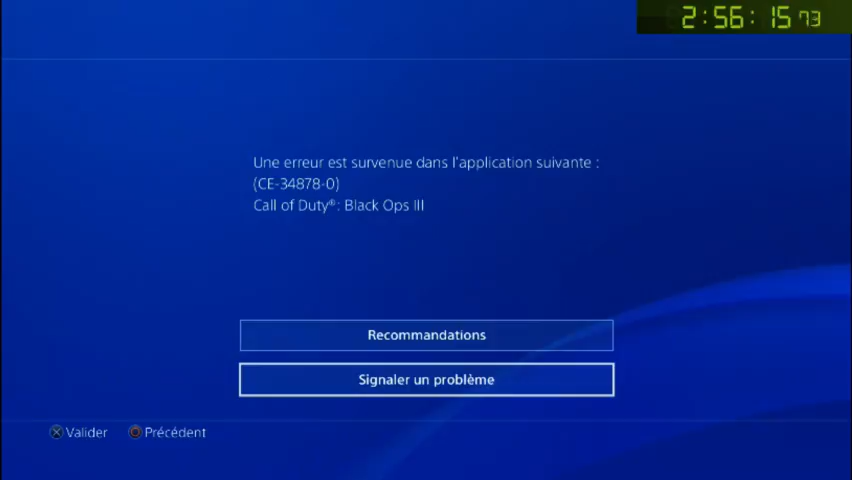 2:56:15 73
Une erreur est survenue dans l'application suivante :
(CE-34878-0)
Call of Duty®: Black Ops III
Recommandations
Signaler un problème
Valider
Précédent